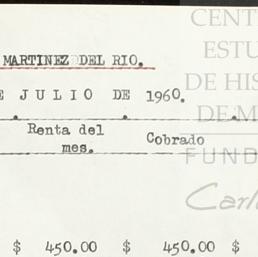 MARTINEZ DEL RIO.
E JULIO DE 1960.
Renta del mes.
Cobrado
$ 450.00 $ 450.00 $
CENT
ESTU
DE HIS
DE M
FUND
Carl